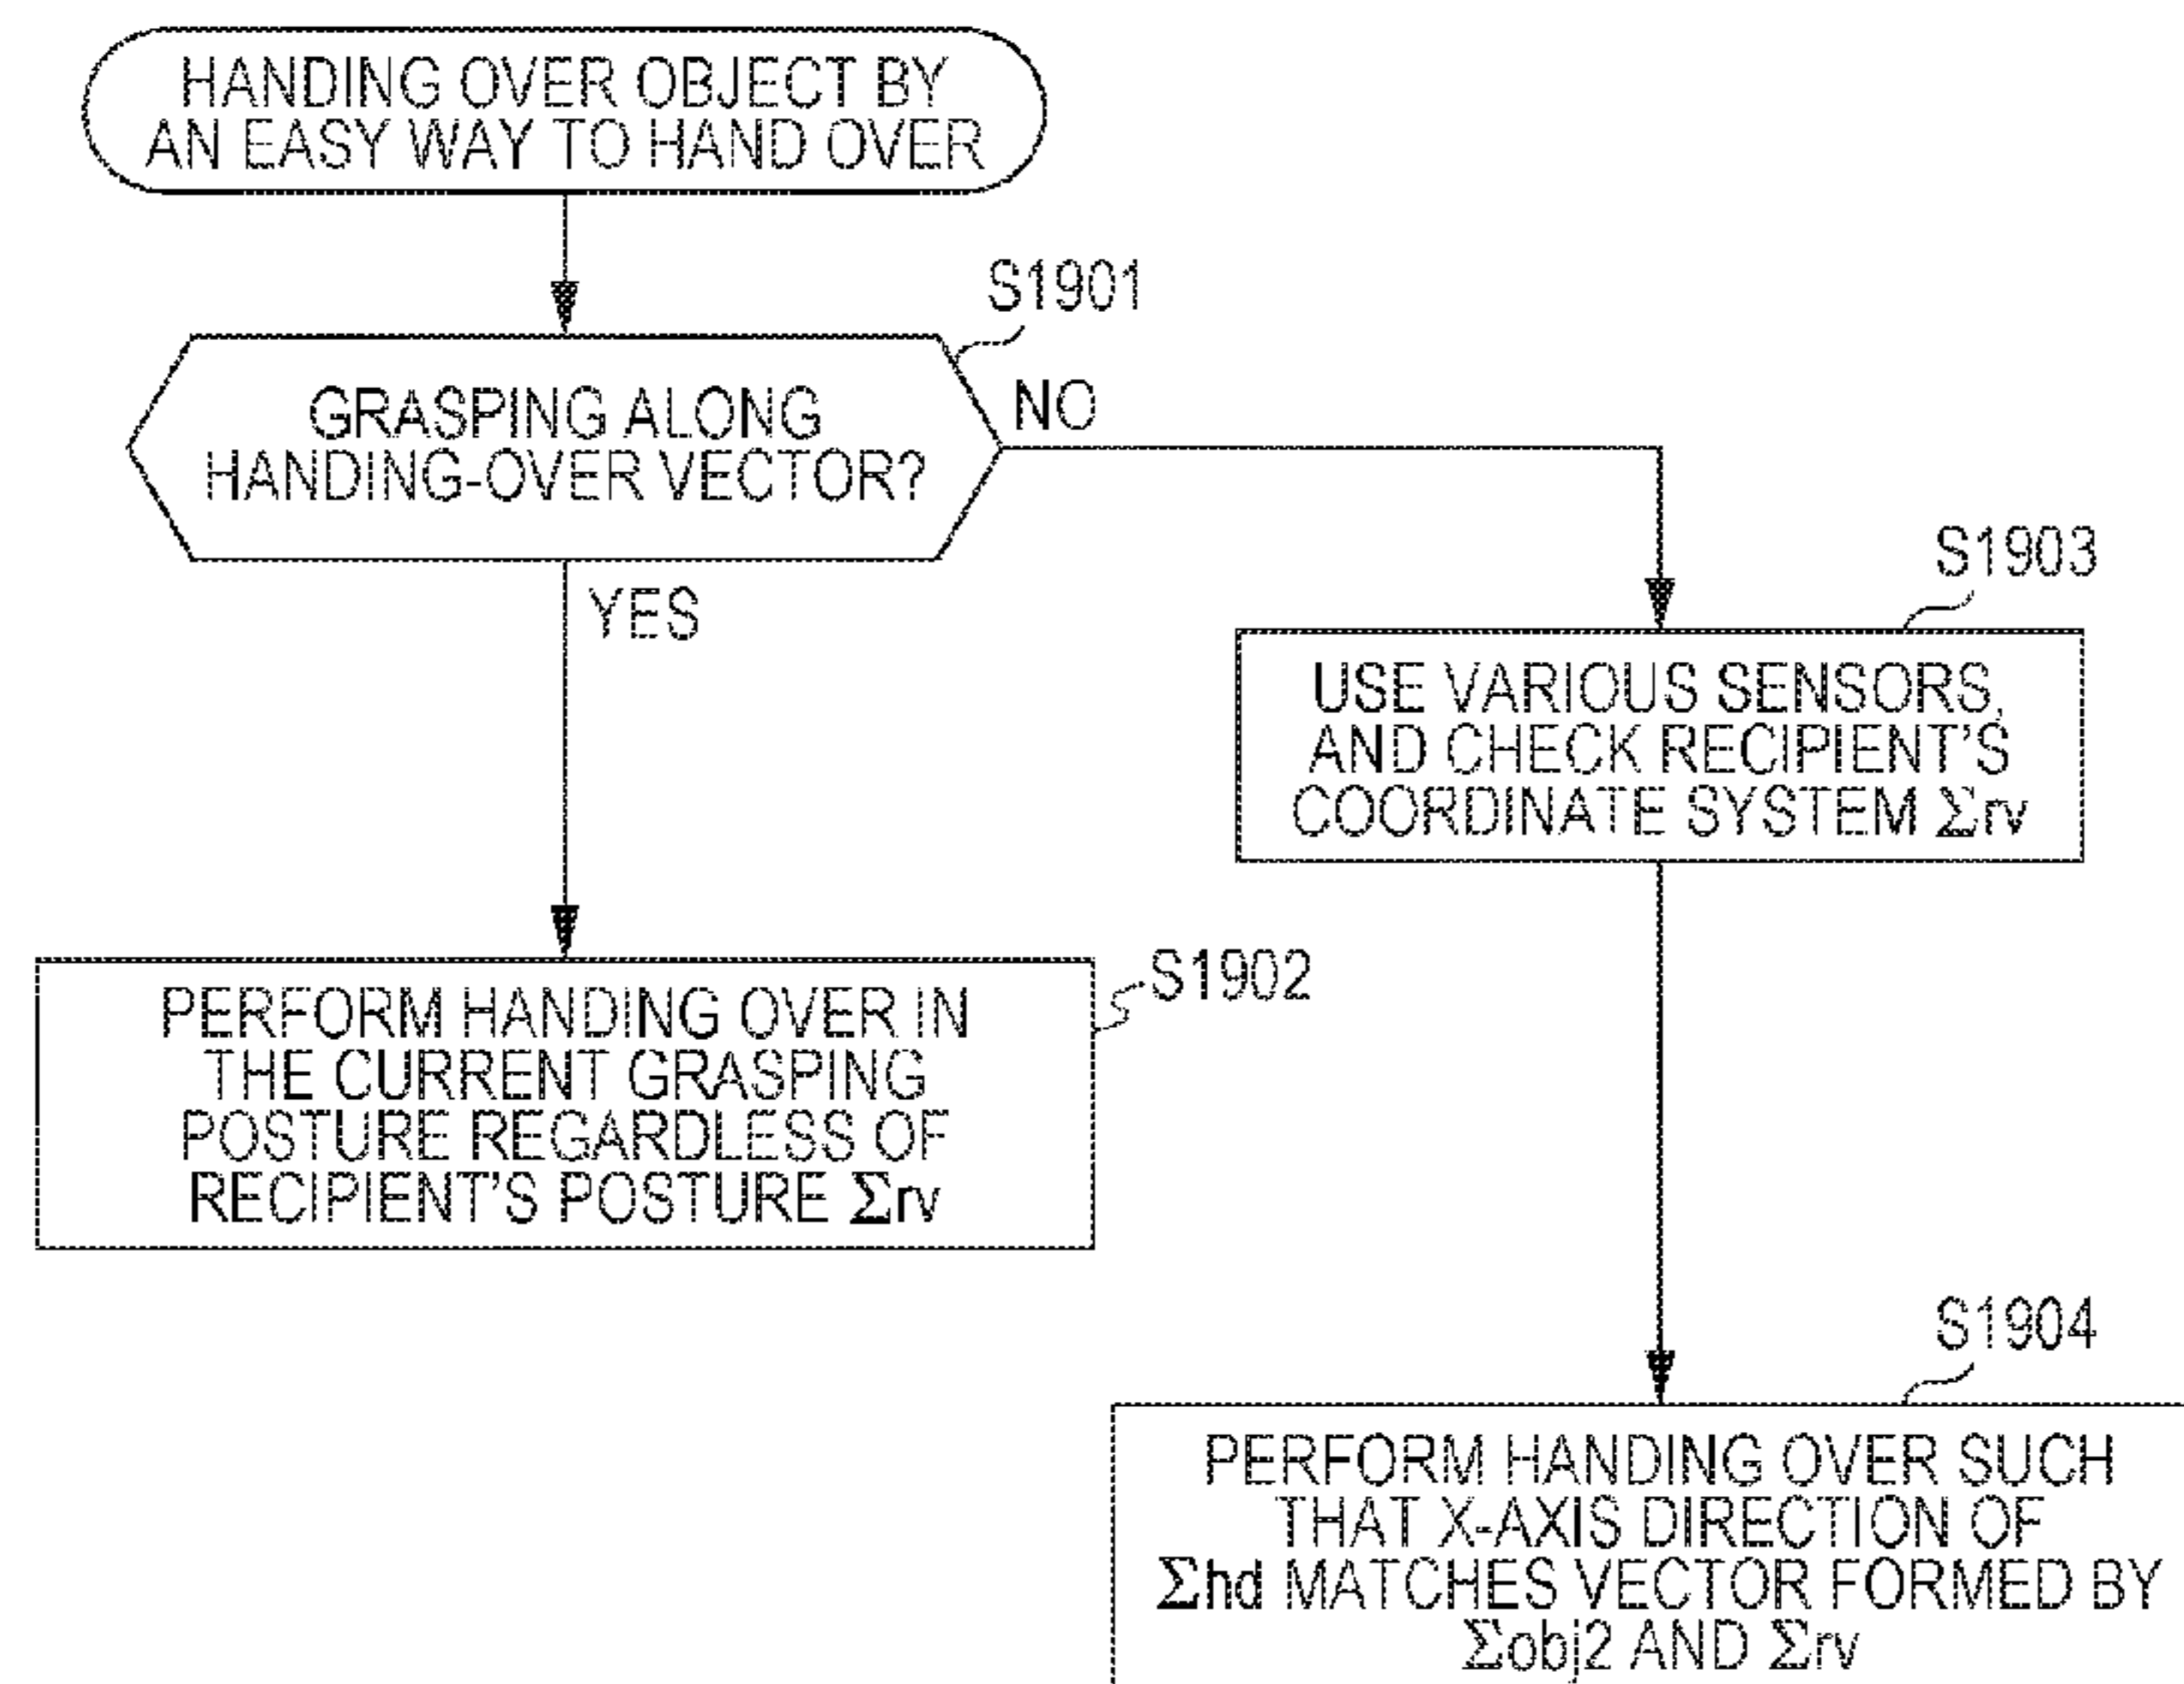 HANDING OVER OBJECT BY
AN EASY WAY TO HAND OVER
S1901
GRASPING ALONG
HANDING-OVER VECTOR?
NO
YES
S1903
USE VARIOUS SENSORS,
AND CHECK RECIPIENT'S
COORDINATE SYSTEM Σrv
S1902
PERFORM HANDING OVER IN
THE CURRENT GRASPING
POSTURE REGARDLESS OF
RECIPIENT'S POSTURE Σrv
S1904
PERFORM HANDING OVER SUCH
THAT X-AXIS DIRECTION OF
Σhd MATCHES VECTOR FORMED BY
Σobj2 AND Σrv